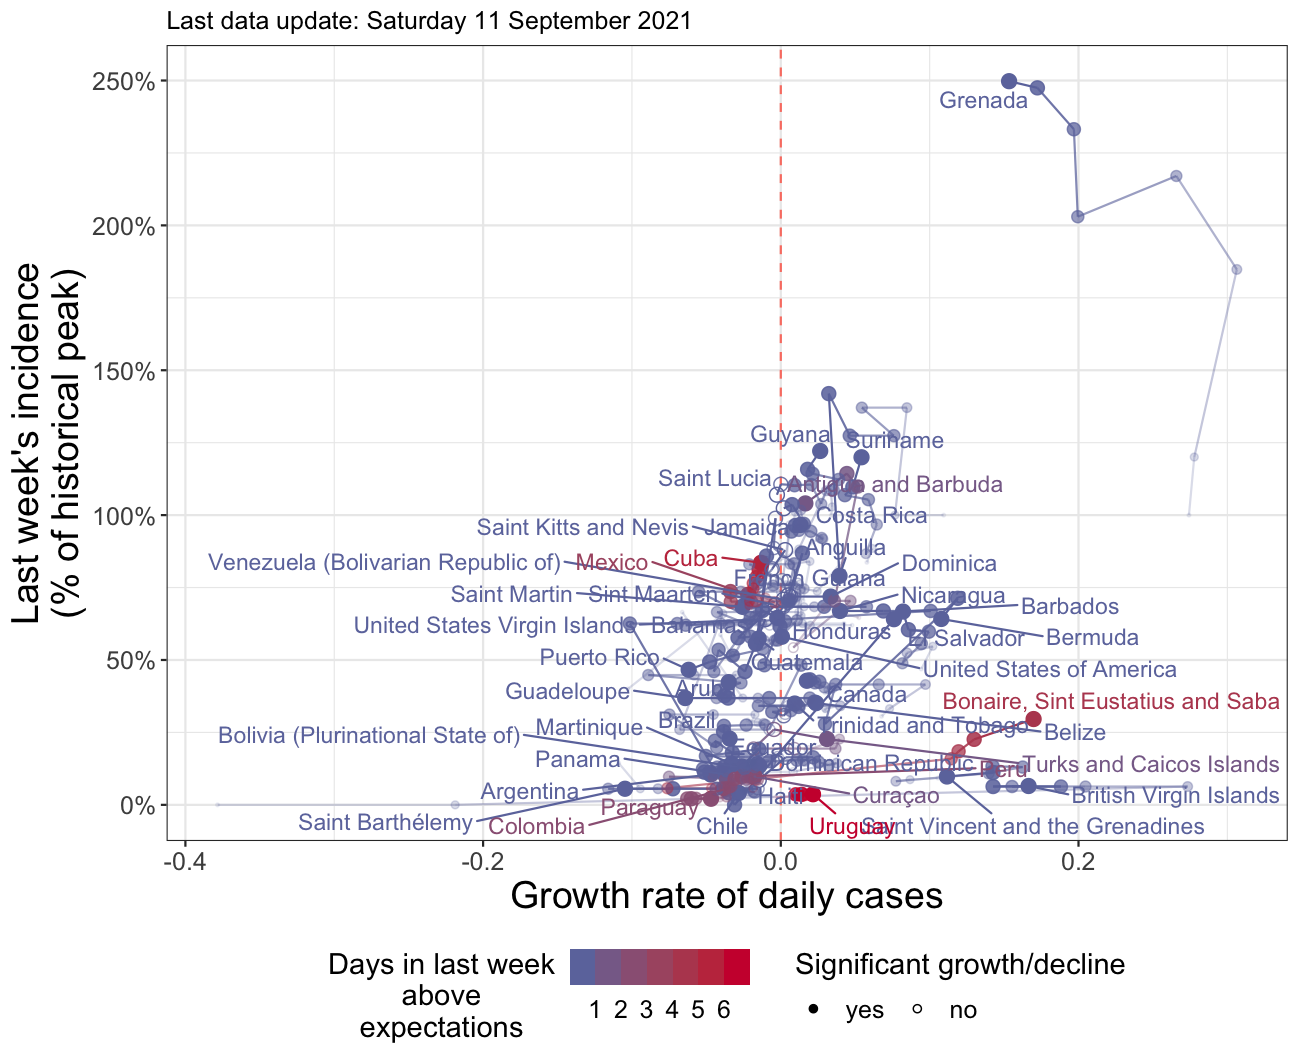 Last data update: Saturday 11 September 2021
250%
Grenada
200%
150%
Guyana
Suriname
Saint Lucia
Antigua and Barbuda
100%
Costa Rica
Saint Kitts and Nevis
Jamaica
Anguilla
Venezuela (Bolivarian Republic of)
Mexico
Cuba
Dominica
French Guiana
Saint Martin
Sint Maarten
Nicaragua
Barbados
United States Virgin Islands
Bahamas
Honduras
El Salvador
Bermuda
50%
Puerto Rico
Guatemala
United States of America
Guadeloupe
Aruba
Canada
Bonaire, Sint Eustatius and Saba
Martinique
Brazil
Trinidad and Tobago
Belize
Bolivia (Plurinational State of)
Ecuador
Panama
Dominican Republic
Peru
Turks and Caicos Islands
Argentina
Haiti
Curaçao
British Virgin Islands
0%
Paraguay
Saint Barthélemy
Colombia
Chile
Uruguay
Saint Vincent and the Grenadines
-0.4
-0.2
0.0
0.2
Last week's incidence
(% of historical peak)
Growth rate of daily cases
Days in last week
above
expectations
1 2 3 4 5 6
Significant growth/decline
yes
no